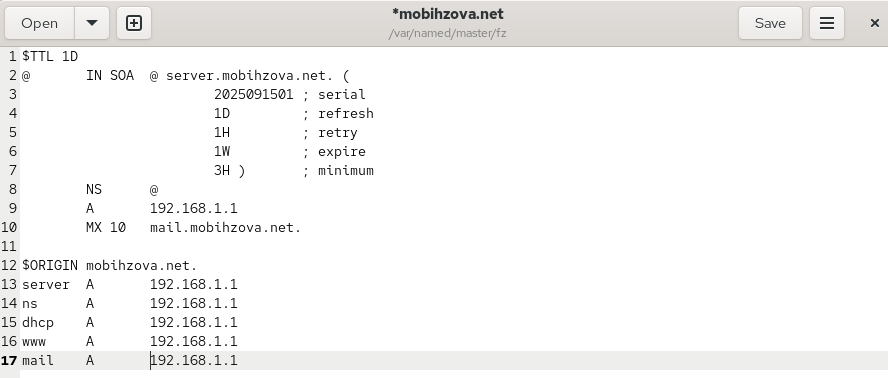 Open
*mobihzova.net
/var/named/master/fz
Save
1 $TTL 1D
2 @       IN SOA  @ server.mobihzova.net. (
3                         2025091501 ; serial
4                         1D         ; refresh
5                         1H         ; retry
6                         1W         ; expire
7                         3H )       ; minimum
8         NS      @
9         A       192.168.1.1
10         MX 10   mail.mobihzova.net.
11
12 $ORIGIN mobihzova.net.
13 server  A       192.168.1.1
14 ns      A       192.168.1.1
15 dhcp    A       192.168.1.1
16 www     A       192.168.1.1
17 mail    A       192.168.1.1